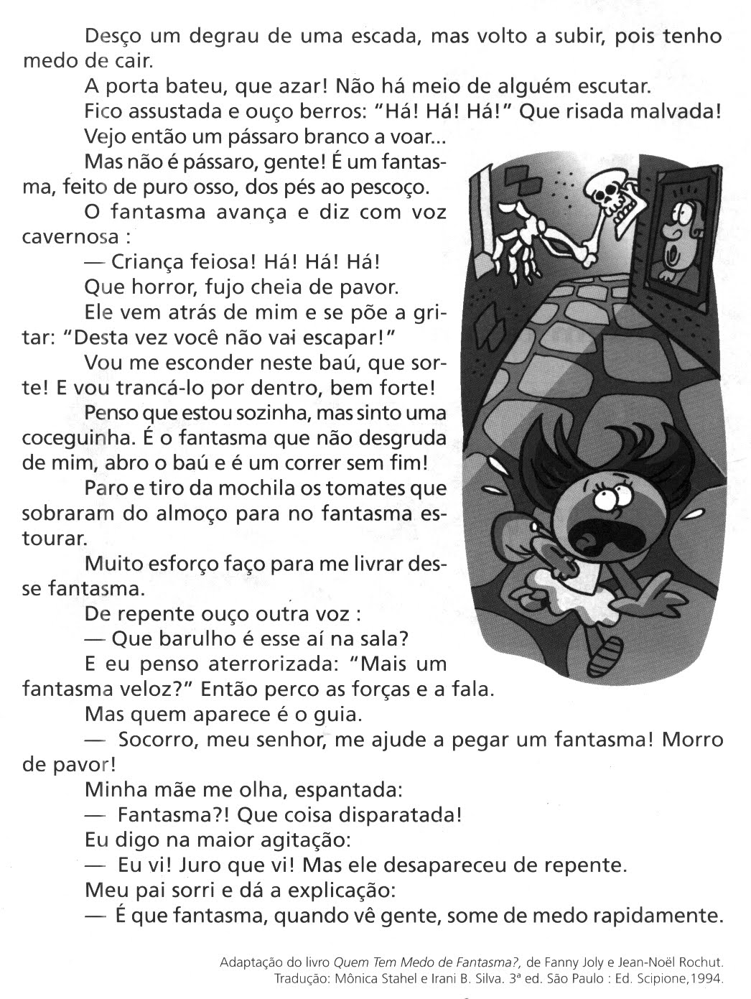 Desço um degrau de uma escada, mas volto a subir, pois tenho
medo de cair.
A porta bateu, que azar! Não há meio de alguém escutar.
Fico assustada e ouço berros: "Há! Há! Há!" Que risada malvada!
Vejo então um pássaro branco a voar...
Mas não é pássaro, gente! É um fantas-
ma, feito de puro osso, dos pés ao pescoço.
O fantasma avança e diz com voz
cavernosa :
— Criança feiosa! Há! Há! Há!
Que horror, fujo cheia de pavor.
Ele vem atrás de mim e se põe a gri-
tar: "Desta vez você não vai escapar!"
Vou me esconder neste baú, que sor-
te! E vou trancá-lo por dentro, bem forte!
Penso que estou sozinha, mas sinto uma
coceguinha. É o fantasma que não desgruda
de mim, abro o baú e é um correr sem fim!
Paro e tiro da mochila os tomates que
sobraram do almoço para no fantasma es-
tourar.
Muito esforço faço para me livrar des-
se fantasma.
De repente ouço outra voz :
— Que barulho é esse aí na sala?
E eu penso aterrorizada: "Mais um
fantasma veloz?" Então perco as forças e a fala.
Mas quem aparece é o guia.
— Socorro, meu senhor, me ajude a pegar um fantasma! Morro
de pavor!
Minha mãe me olha, espantada:
— Fantasma?! Que coisa disparatada!
Eu digo na maior agitação:
— Eu vi! Juro que vi! Mas ele desapareceu de repente.
Meu pai sorri e dá a explicação:
— É que fantasma, quando vê gente, some de medo rapidamente.
Adaptação do livro Quem Tem Medo de Fantasma?, de Fanny Joly e Jean-Noël Rochut.
Tradução: Mônica Stahel e Irani B. Silva. 3ª ed. São Paulo : Ed. Scipione,1994.